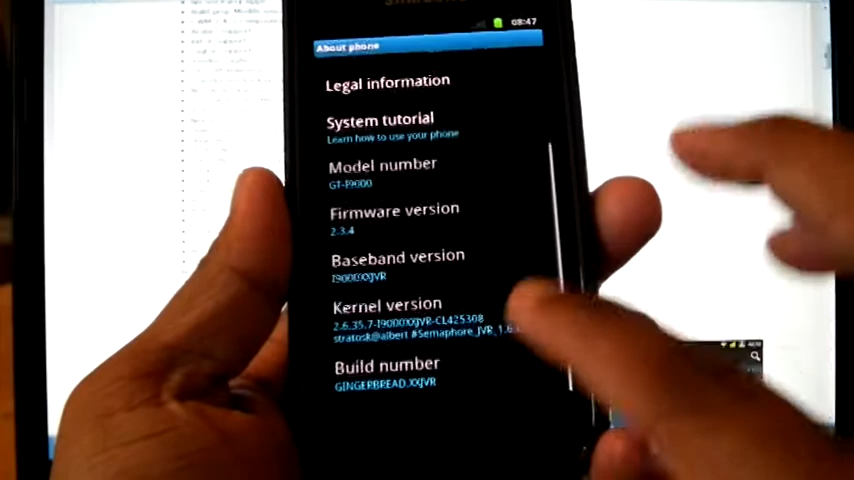 08:47
About phone
Legal information
System tutorial
Learn how to use your phone
Model number
GT-I9000
Firmware version
2.3.4
Baseband version
I9000XXJVR
Kernel version
2.6.35.7-I9000XXJVR-CL425308
stratosk@albert #Semaphore_JVR_1.
Build number
GINGERBREAD.XXJVR